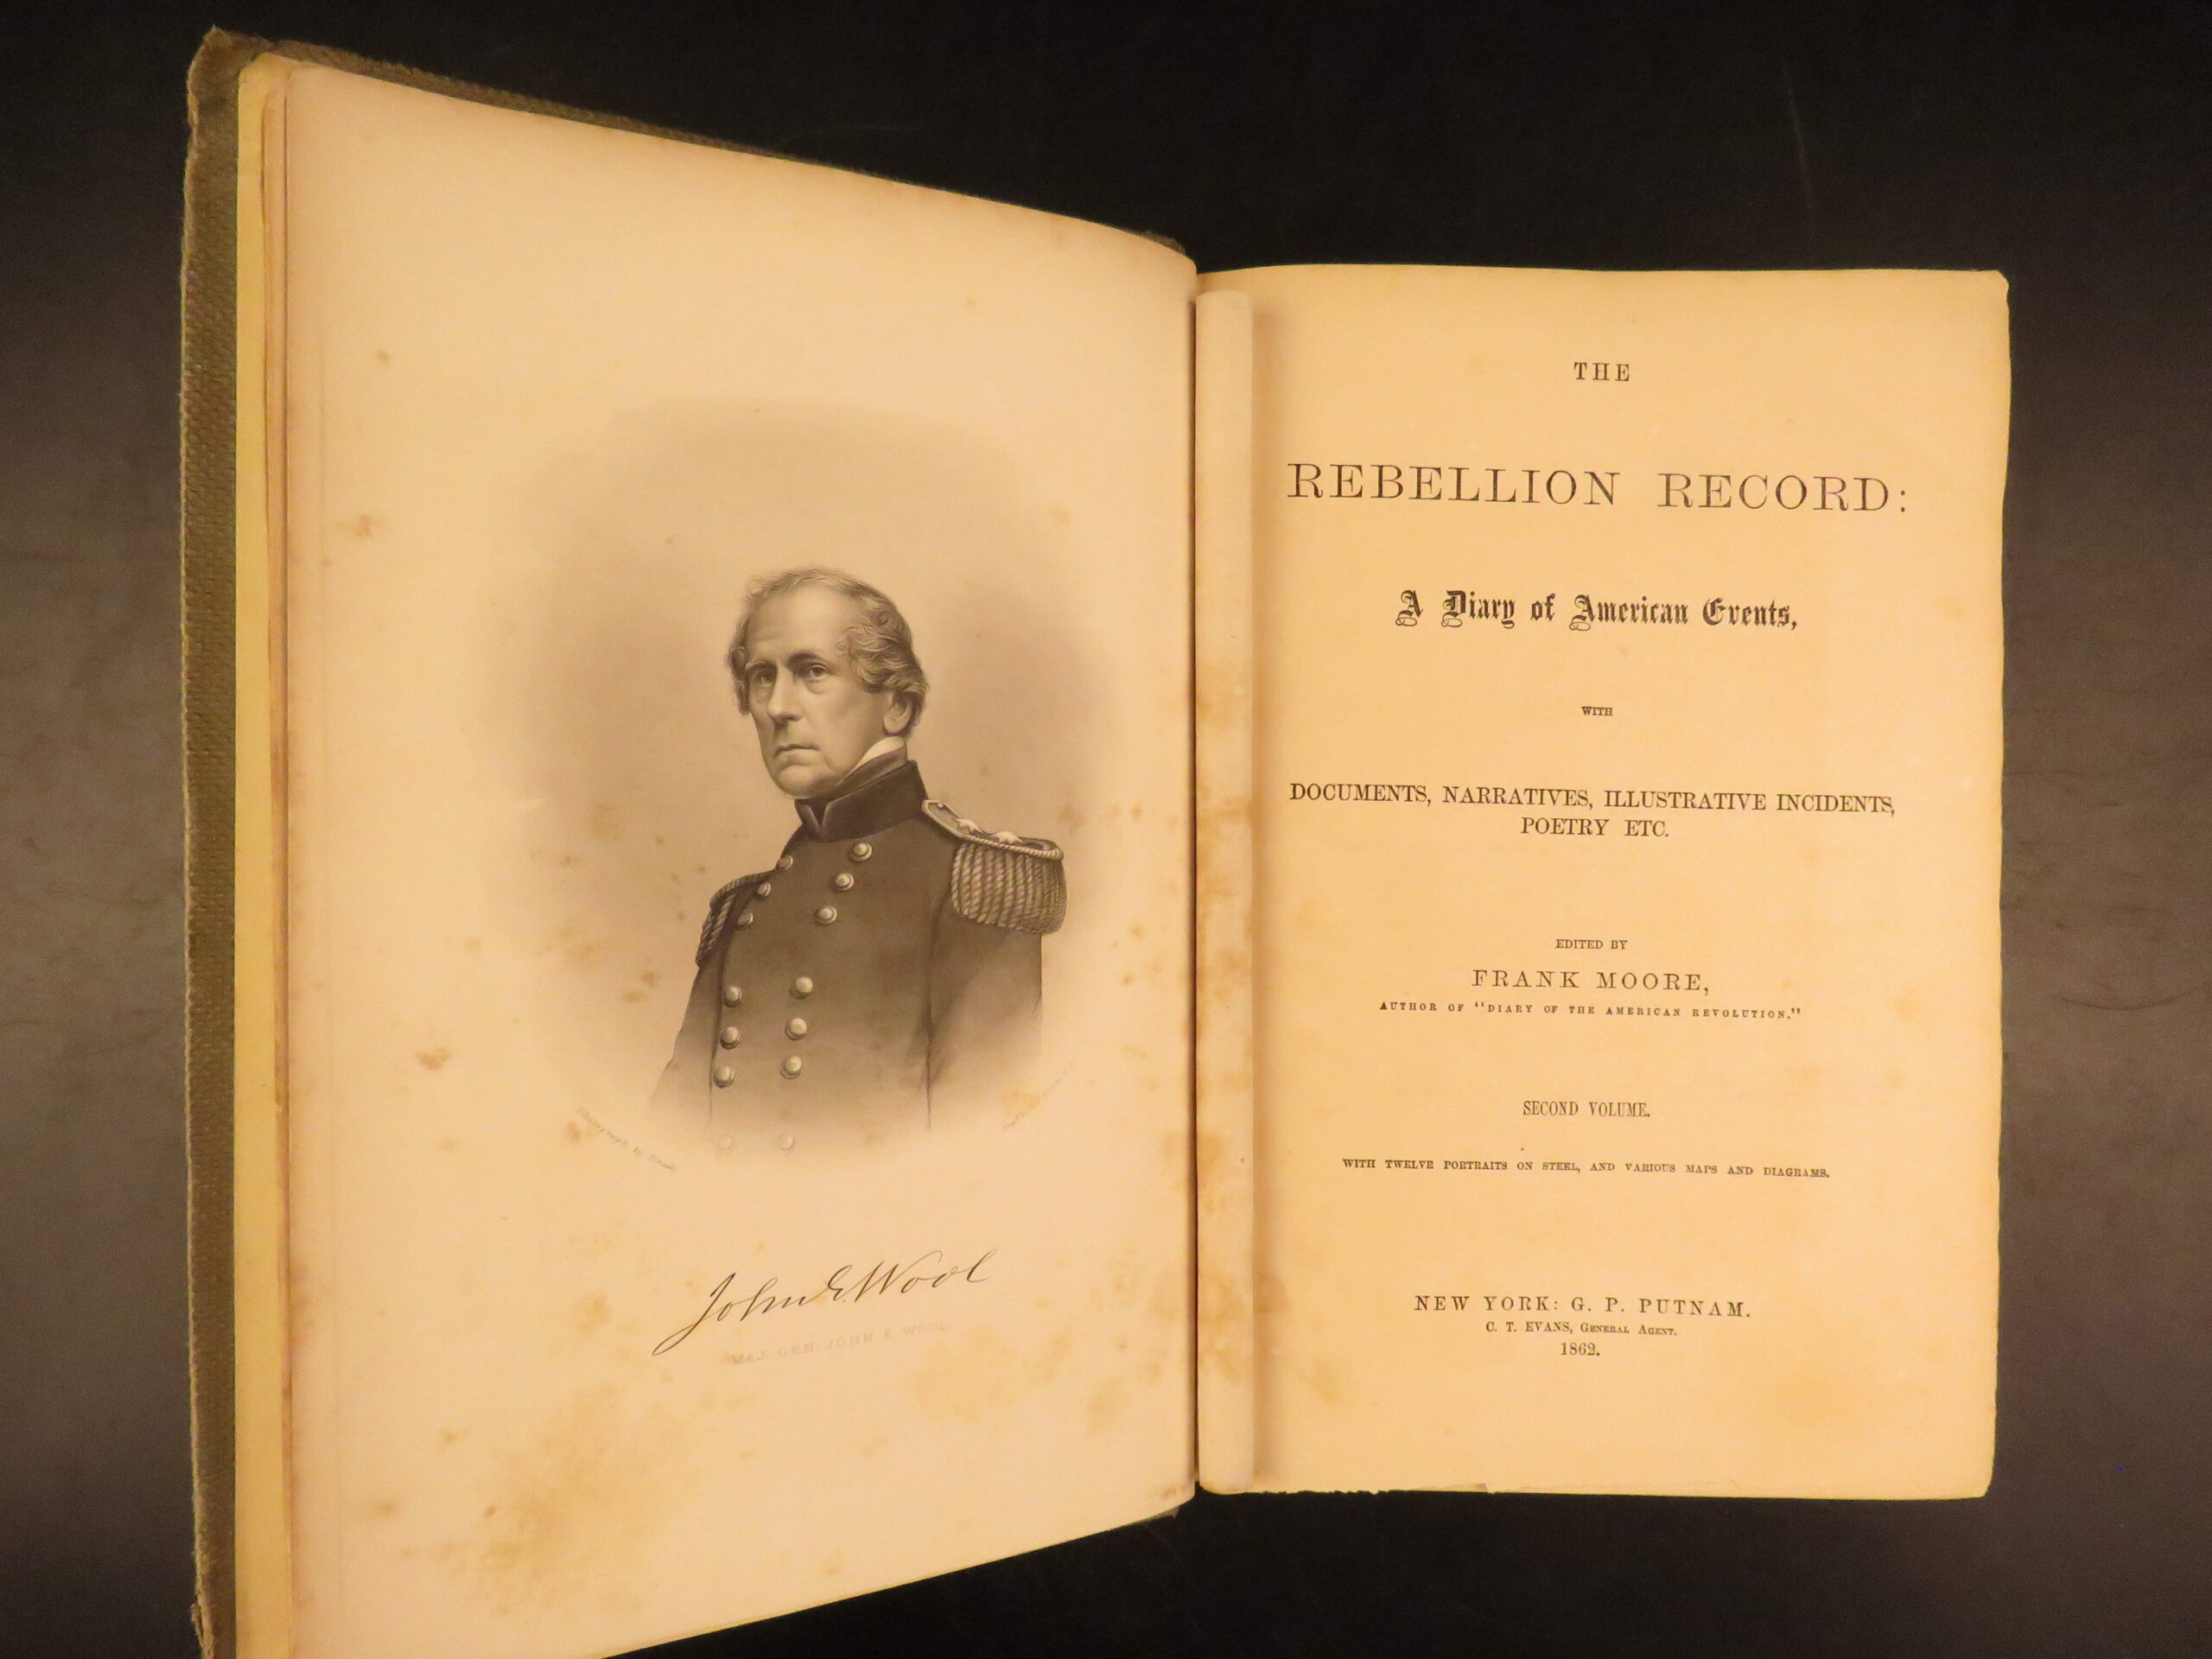 John E. Wool
MAJ. GEN. JOHN E. WOOL
THE
REBELLION RECORD:
A Diary of American Events,
WITH
DOCUMENTS, NARRATIVES, ILLUSTRATIVE INCIDENTS,
POETRY ETC.
EDITED BY
FRANK MOORE,
AUTHOR OF "DIARY OF THE AMERICAN REVOLUTION."
SECOND VOLUME.
WITH TWELVE PORTRAITS ON STEEL, AND VARIOUS MAPS AND DIAGRAMS.
NEW YORK: G. P. PUTNAM.
C. T. EVANS, GENERAL AGENT.
1862.